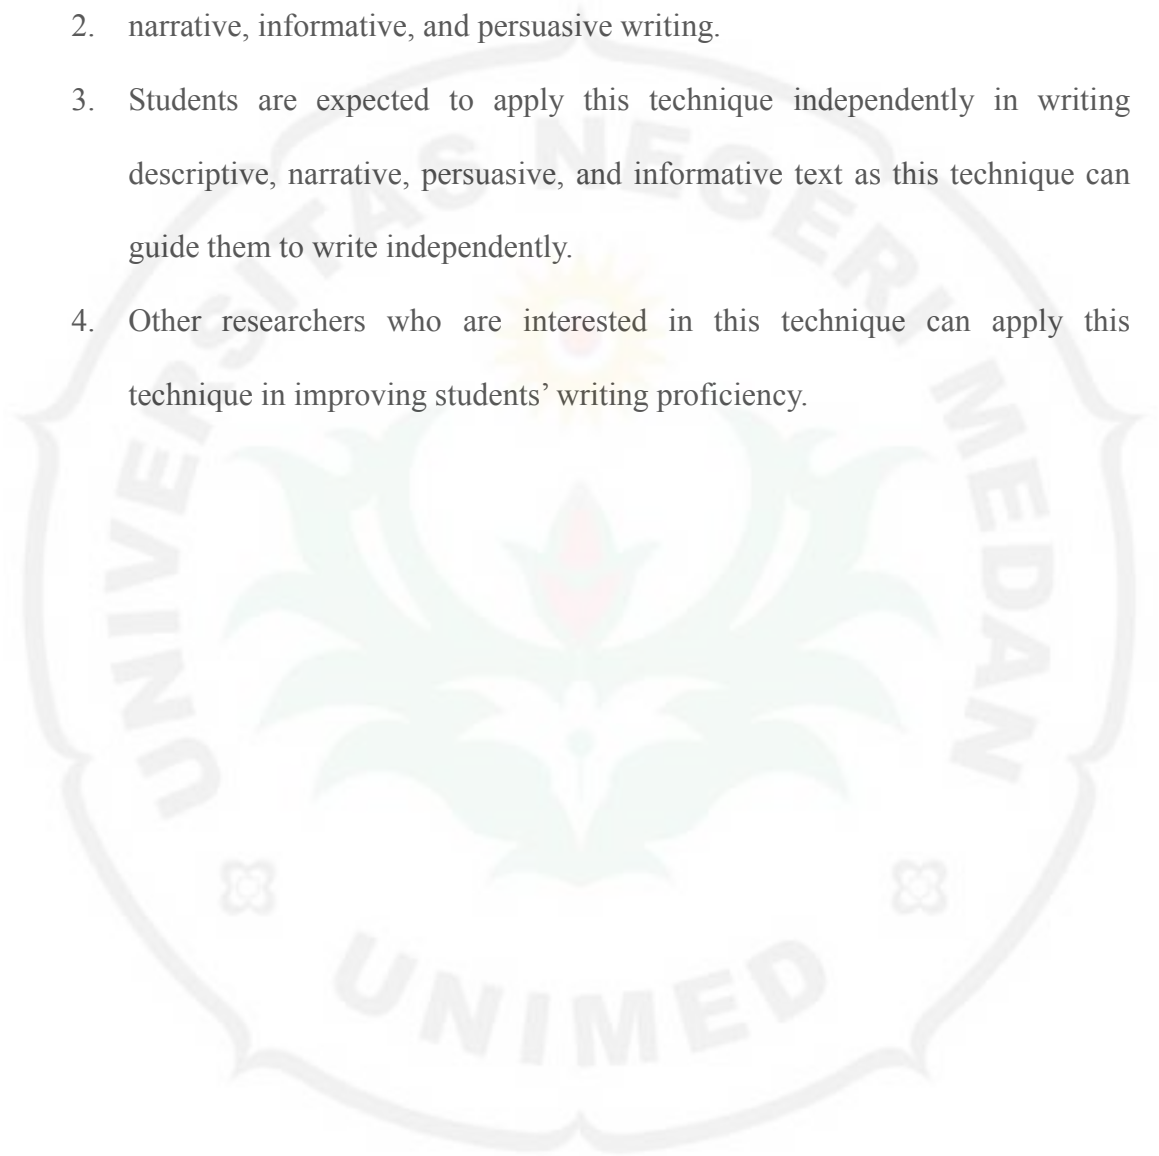 2. narrative, informative, and persuasive writing.
3. Students are expected to apply this technique independently in writing
descriptive, narrative, persuasive, and informative text as this technique can
guide them to write independently.
4. Other researchers who are interested in this technique can apply this
technique in improving students’ writing proficiency.
UNIVERSITAS NEGERI MEDAN
UNIMED